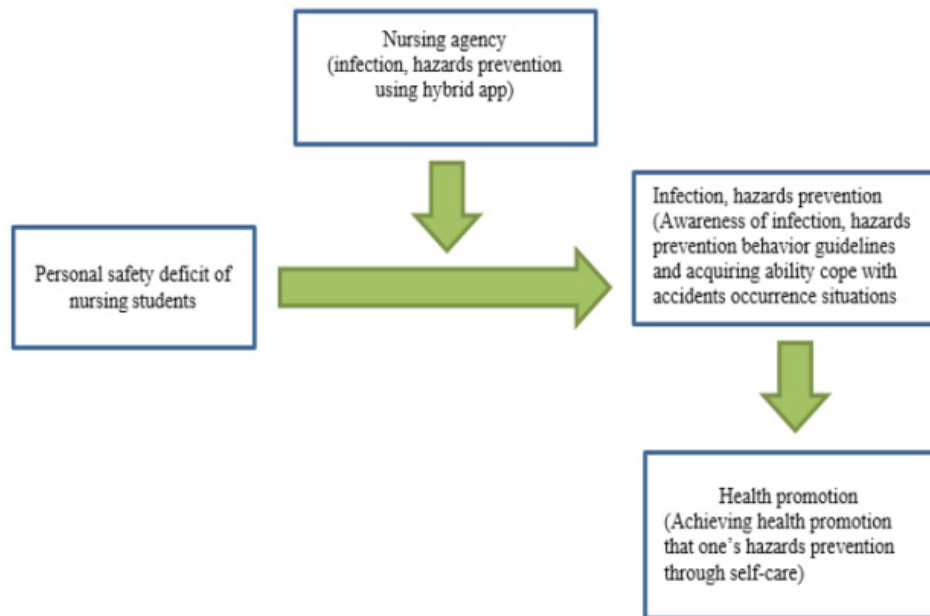 Nursing agency
(infection, hazards prevention
using hybrid app)
Personal safety deficit of
nursing students
Infection, hazards prevention
(Awareness of infection, hazards
prevention behavior guidelines
and acquiring ability cope with
accidents occurrence situations
Health promotion
(Achieving health promotion
that one’s hazards prevention
through self-care)